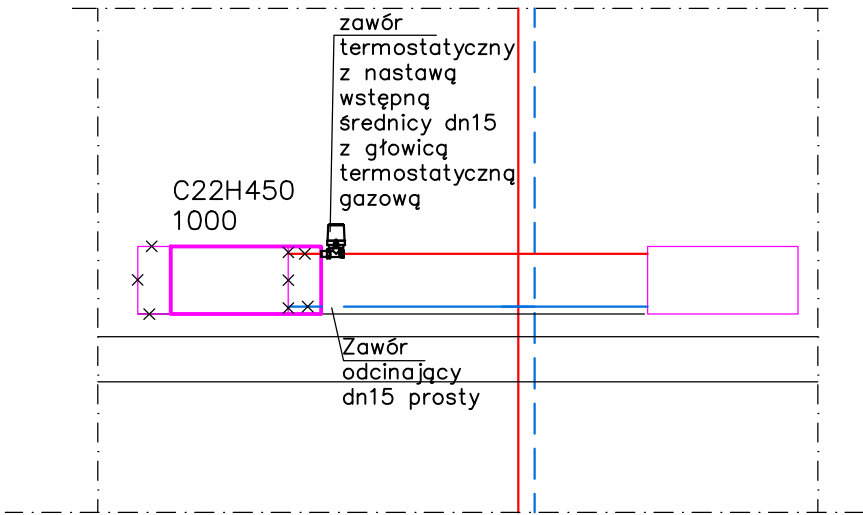 zawór
termostatyczny
z nastawą
wstępną
średnicy dn15
z głowicą
termostatyczną
gazową
C22H450
1000
Zawór
odcinający
dn15 prosty